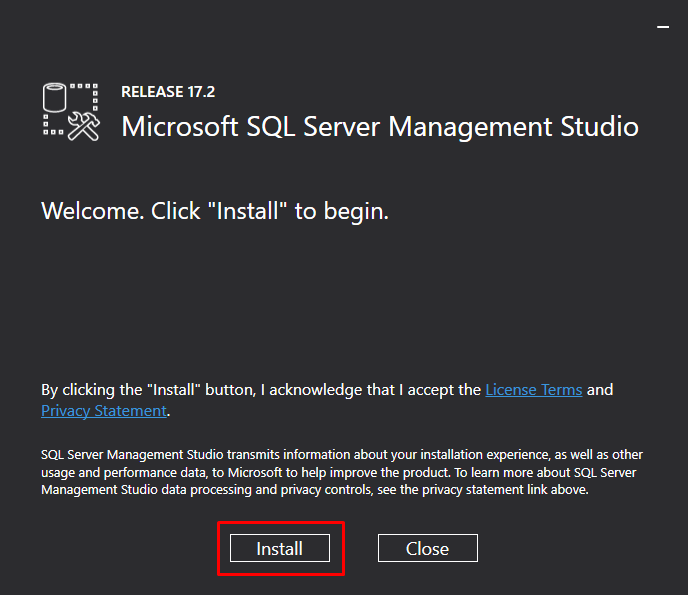 RELEASE 17.2
Microsoft SQL Server Management Studio
Welcome. Click "Install" to begin.
By clicking the "Install" button, I acknowledge that I accept the License Terms and
Privacy Statement.
SQL Server Management Studio transmits information about your installation experience, as well as other
usage and performance data, to Microsoft to help improve the product. To learn more about SQL Server
Management Studio data processing and privacy controls, see the privacy statement link above.
Install
Close